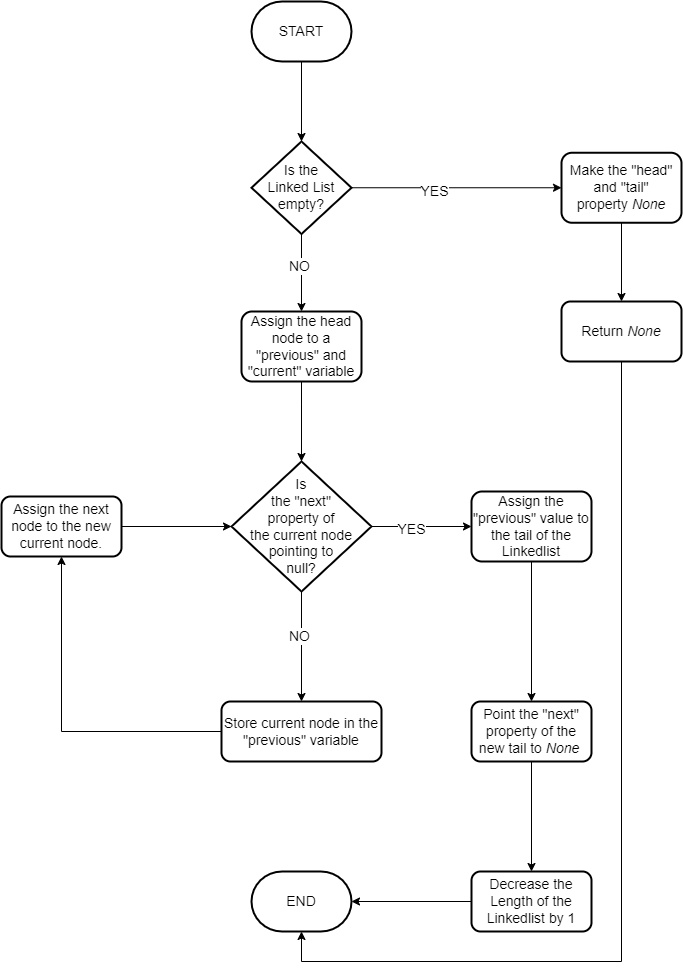 START
Is the
Linked List
empty?
YES
Make the "head"
and "tail"
property None
NO
Return None
Assign the head
node to a
"previous" and
"current" variable
Assign the next
node to the new
current node.
Is
the "next"
property of
the current node
pointing to
null?
YES
Assign the
"previous" value to
the tail of the
Linkedlist
NO
Store current node in the
"previous" variable
Point the "next"
property of the
new tail to None
END
Decrease the
Length of the
Linkedlist by 1